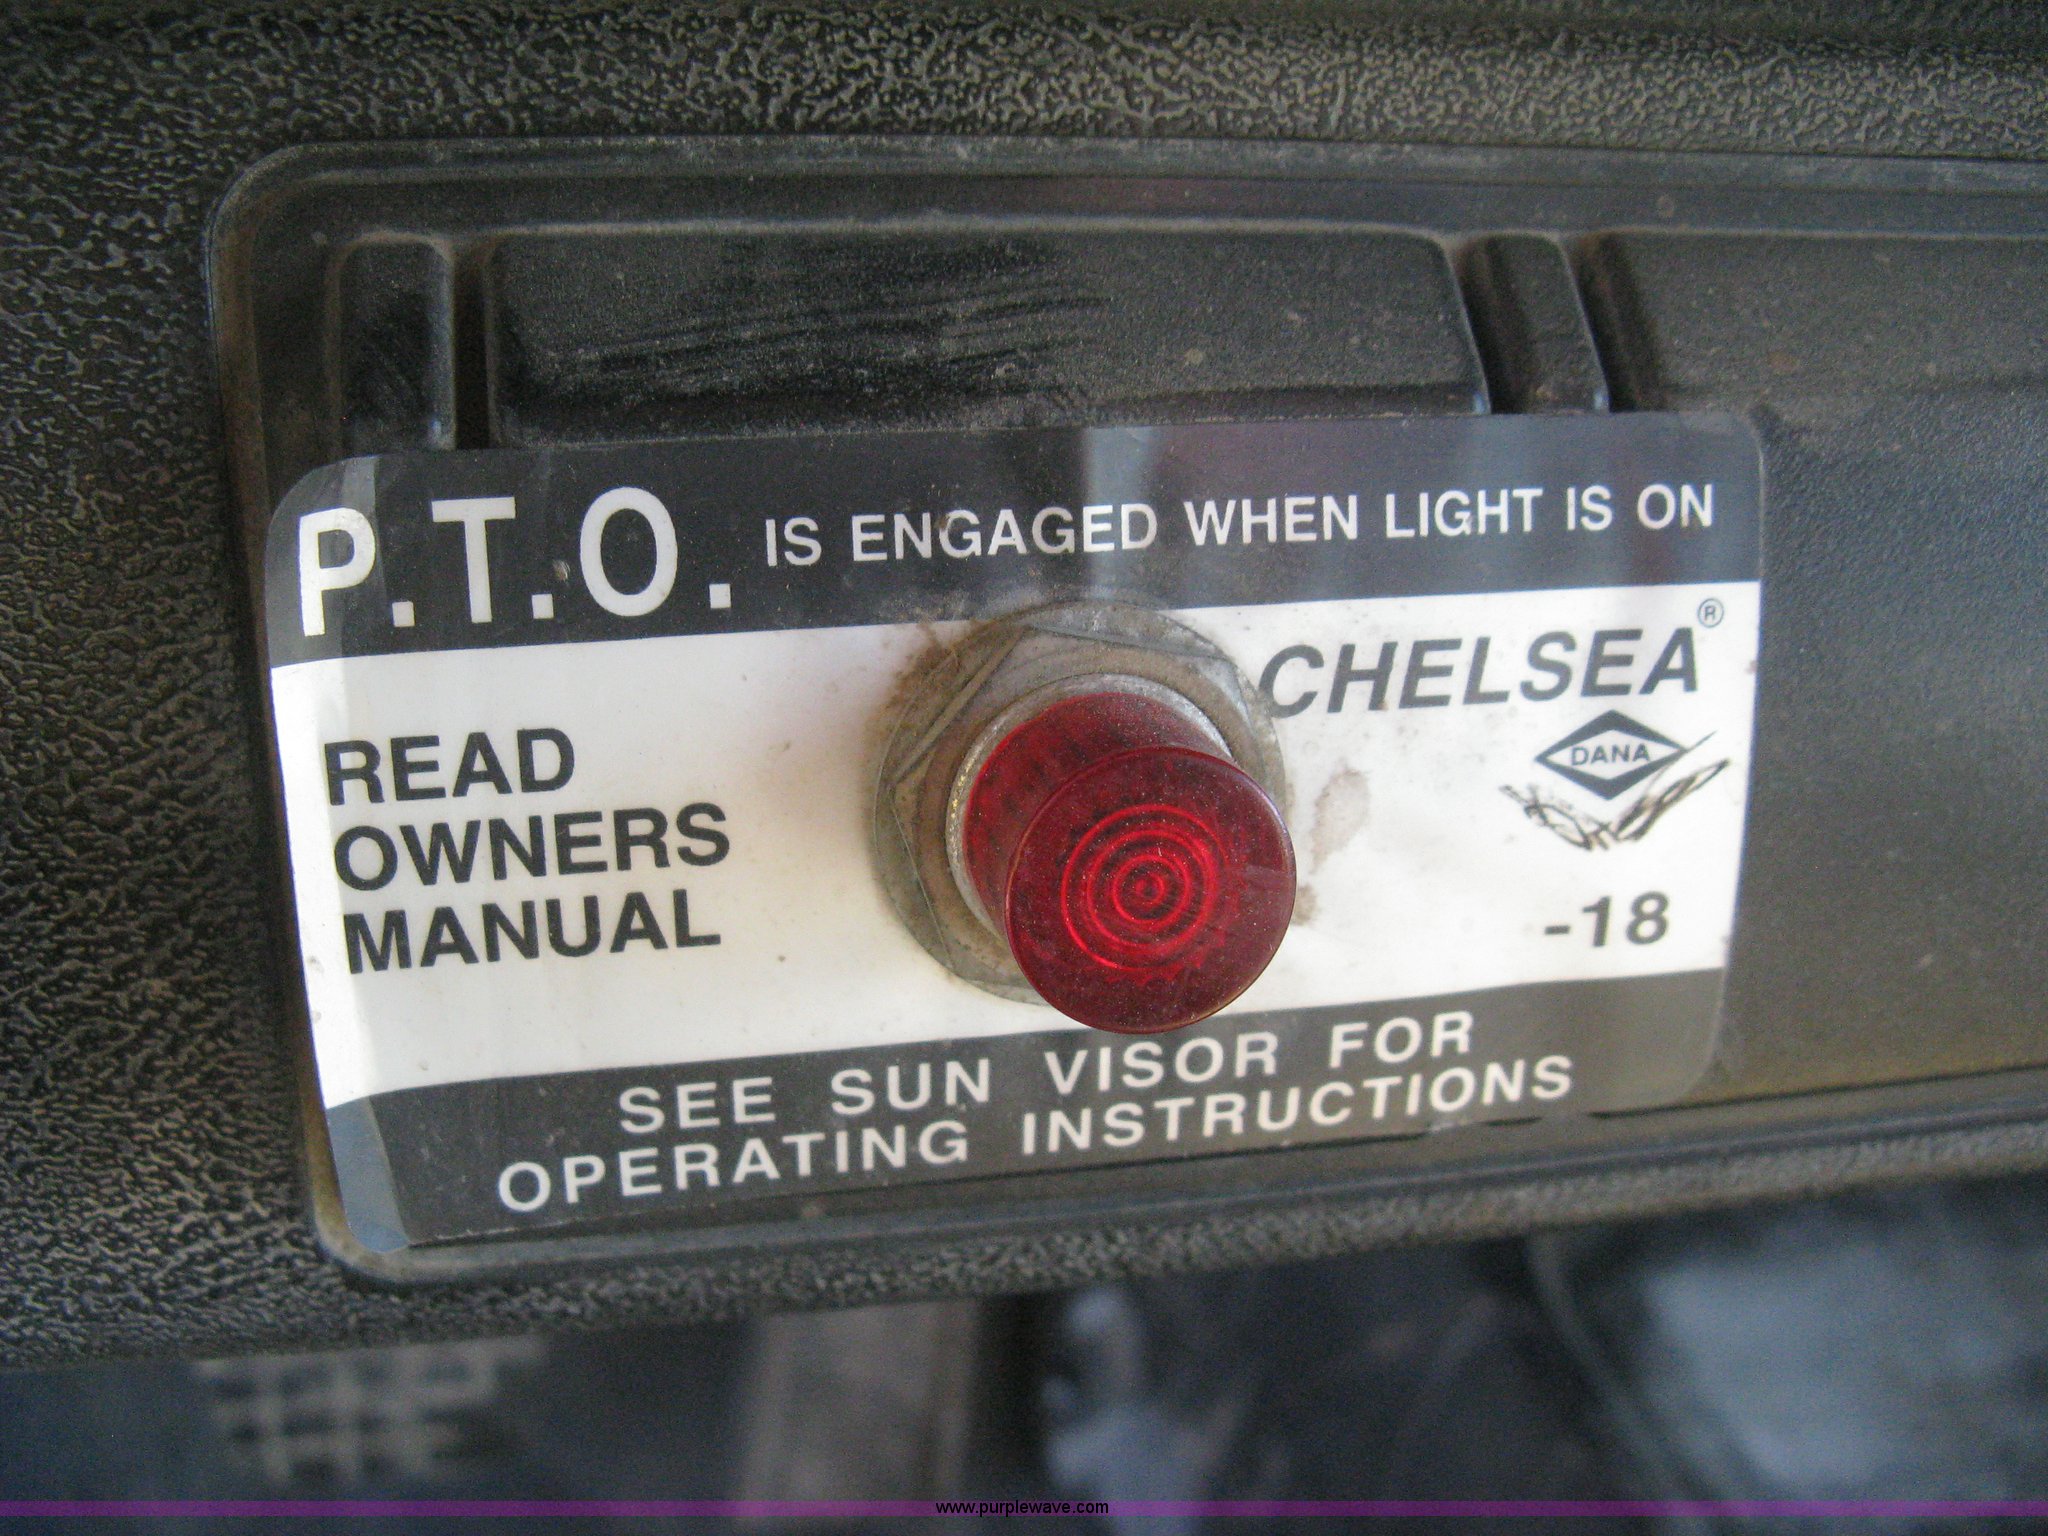 P.T.O. IS ENGAGED WHEN LIGHT IS ON
CHELSEA®
DANA
READ
OWNERS
MANUAL
-18
SEE SUN VISOR FOR
OPERATING INSTRUCTIONS
www.purplewave.com